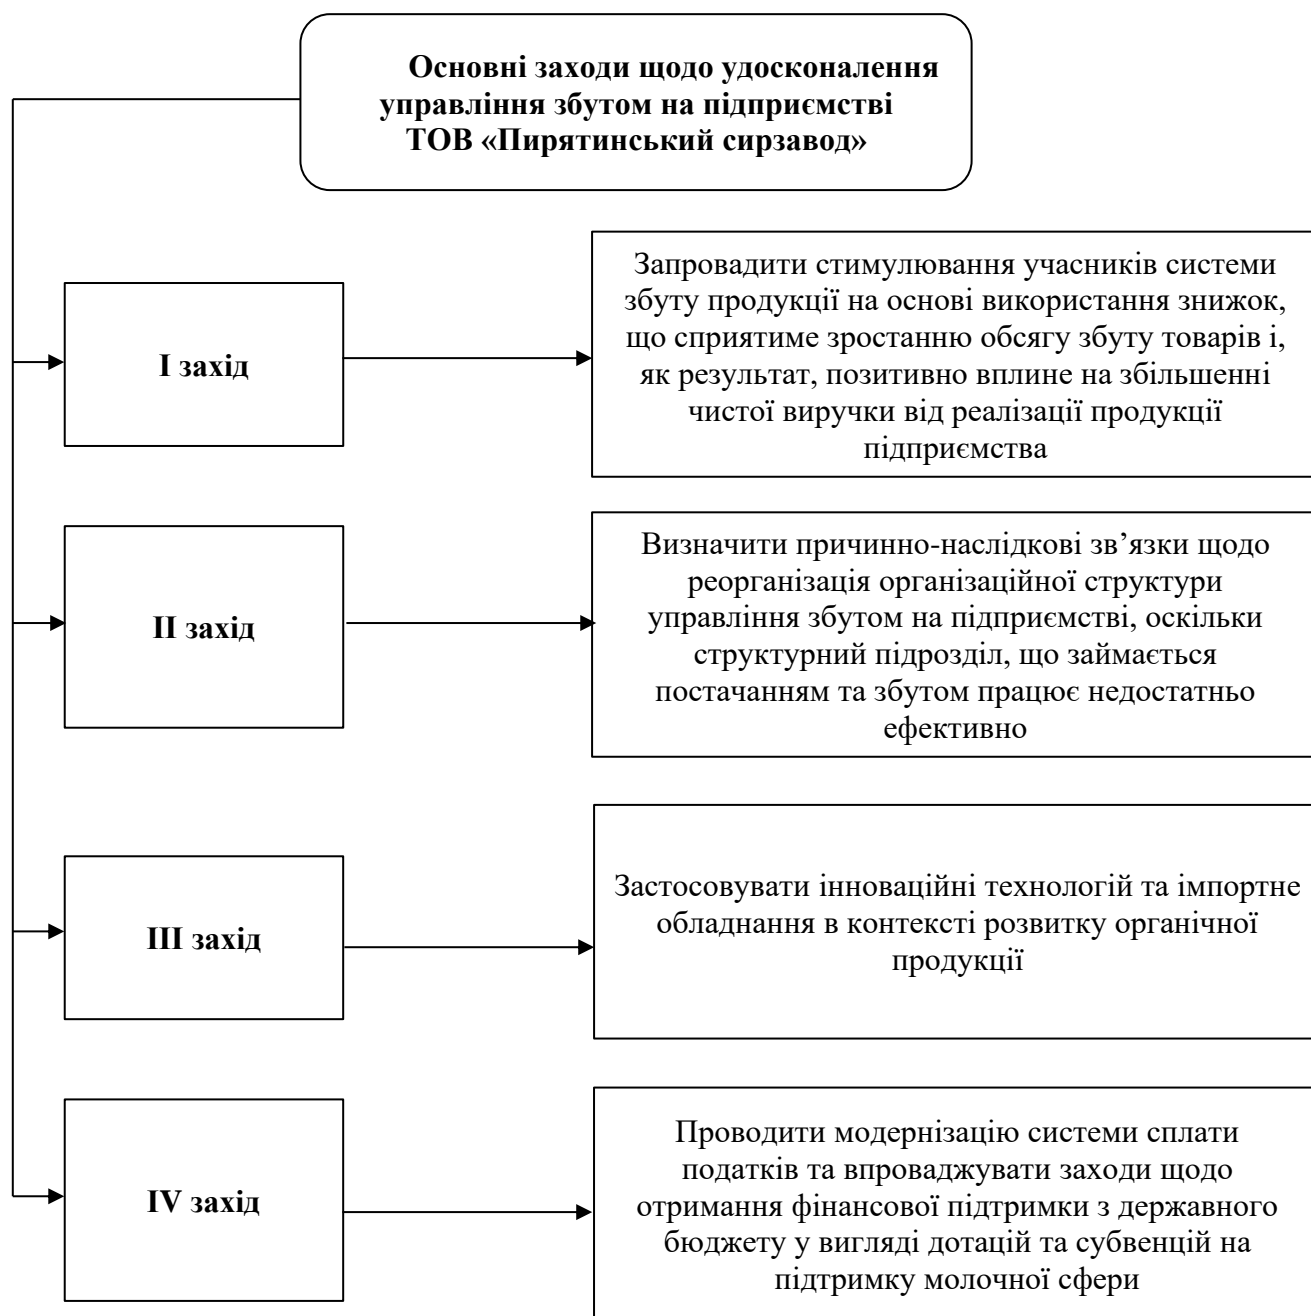 Основні заходи щодо удосконалення
управління збутом на підприємстві
ТОВ «Пирятинський сирзавод»
І захід
Запровадити стимулювання учасників системи
збуту продукції на основі використання знижок,
що сприятиме зростанню обсягу збуту товарів і,
як результат, позитивно вплине на збільшенні
чистої виручки від реалізації продукції
підприємства
ІІ захід
Визначити причинно-наслідкові зв’язки щодо
реорганізація організаційної структури
управління збутом на підприємстві, оскільки
структурний підрозділ, що займається
постачанням та збутом працює недостатньо
ефективно
ІІІ захід
Застосовувати інноваційні технологій та імпортне
обладнання в контексті розвитку органічної
продукції
IV захід
Проводити модернізацію системи сплати
податків та впроваджувати заходи щодо
отримання фінансової підтримки з державного
бюджету у вигляді дотацій та субвенцій на
підтримку молочної сфери